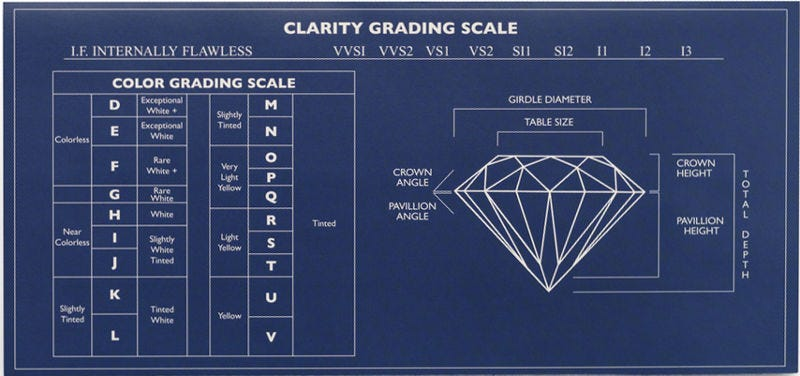 CLARITY GRADING SCALE
I.F. INTERNALLY FLAWLESS VVSI VVS2 VS1 VS2 SI1 SI2 I1 I2 I3
COLOR GRADING SCALE
Colorless
D
Exceptional
White +
E
Exceptional
White
F
Rare
White +
G
Rare
White
Near
Colorless
H
White
I
J
Slightly
White
Tinted
Slightly
Tinted
K
L
Tinted
White
Slightly
Tinted
M
N
Very
Light
Yellow
O
P
Q
Light
Yellow
R
S
T
Yellow
U
V
Tinted
GIRDLE DIAMETER
TABLE SIZE
CROWN
ANGLE
PAVILLION
ANGLE
CROWN
HEIGHT
PAVILLION
HEIGHT
TOTAL DEPTH